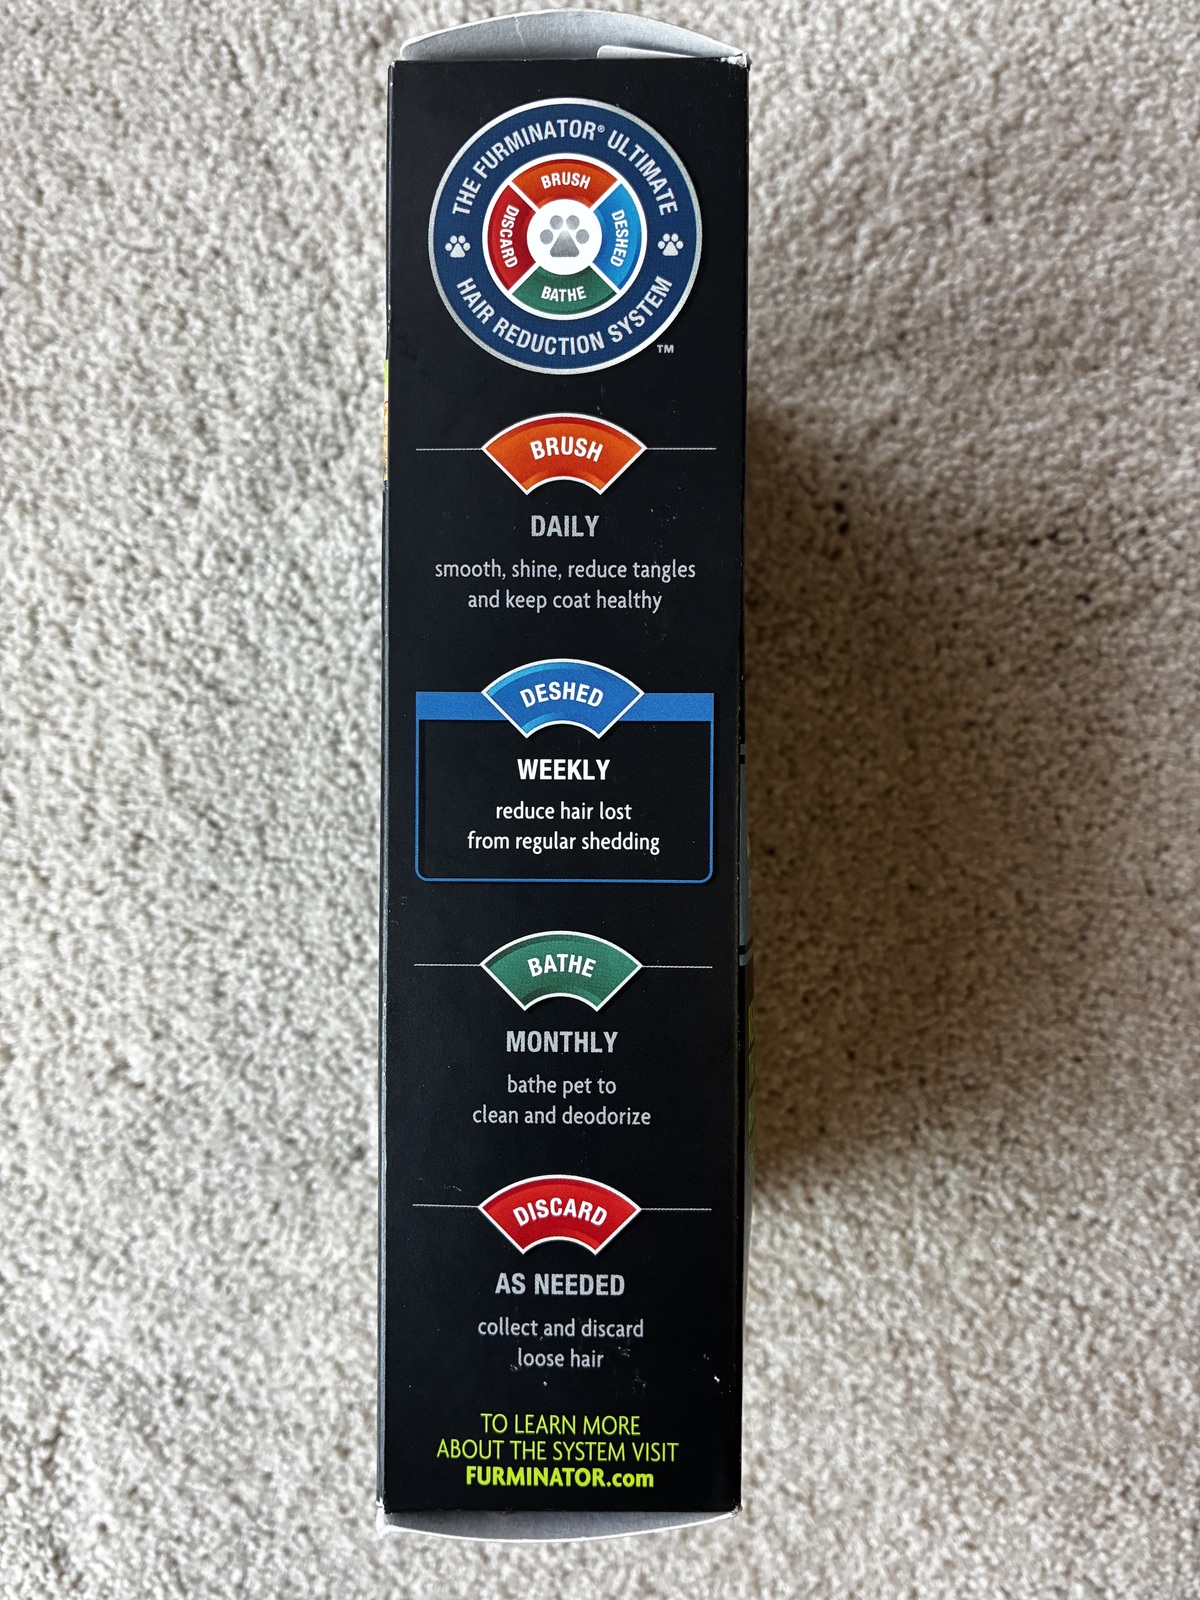 THE FURMINATOR® ULTIMATE
BRUSH
DISCARD
DESHED
BATHE
HAIR REDUCTION SYSTEM
TM
BRUSH
DAILY
smooth, shine, reduce tangles
and keep coat healthy
DESHED
WEEKLY
reduce hair lost
from regular shedding
BATHE
MONTHLY
bathe pet to
clean and deodorize
DISCARD
AS NEEDED
collect and discard
loose hair
TO LEARN MORE
ABOUT THE SYSTEM VISIT
FURMINATOR.com